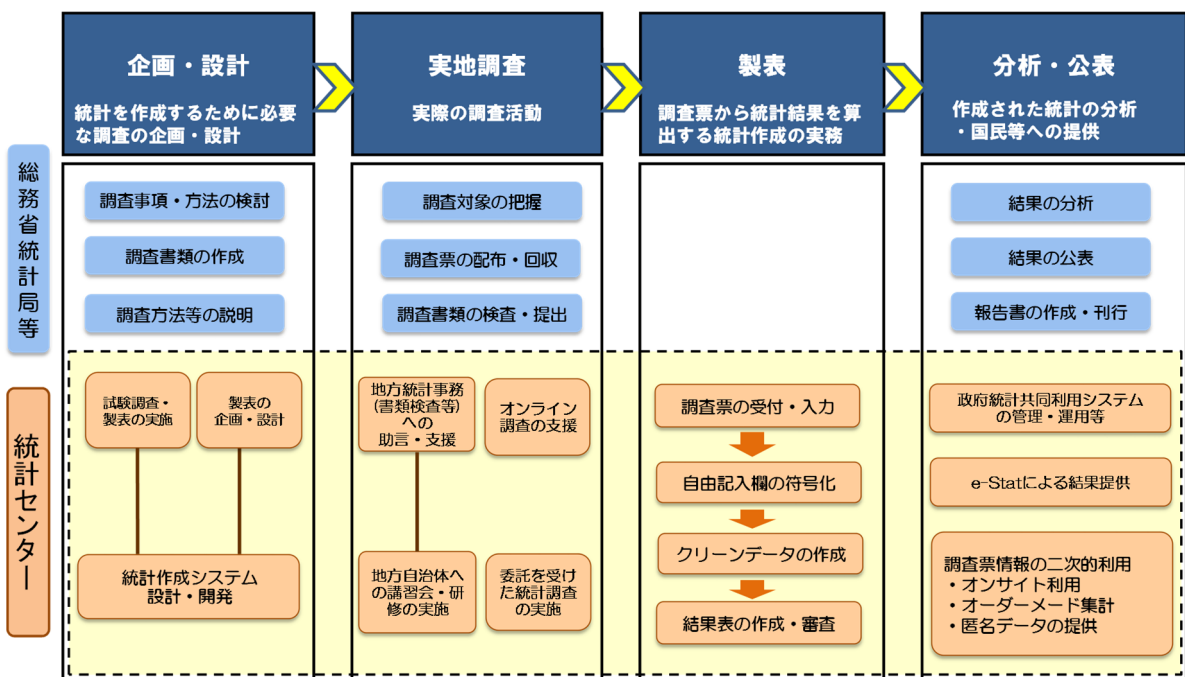 企画・設計
統計を作成するために必要
な調査の企画・設計
実地調査
実際の調査活動
製表
調査票から統計結果を算
出する統計作成の実務
分析・公表
作成された統計の分析
・国民等への提供
総務省統計局等
調査事項・方法の検討
調査書類の作成
調査方法等の説明
調査対象の把握
調査票の配布・回収
調査書類の検査・提出
結果の分析
結果の公表
報告書の作成・刊行
統計センター
試験調査・
製表の実施
製表の
企画・設計
統計作成システム
設計・開発
地方統計事務
(書類検査等)
への
助言・支援
オンライン
調査の支援
地方自治体へ
の講習会・研
修の実施
委託を受け
た統計調査
の実施
調査票の受付・入力
自由記入欄の符号化
クリーンデータの作成
結果表の作成・審査
政府統計共同利用システム
の管理・運用等
e-Statによる結果提供
調査票情報の二次的利用
・オンサイト利用
・オーダーメード集計
・匿名データの提供